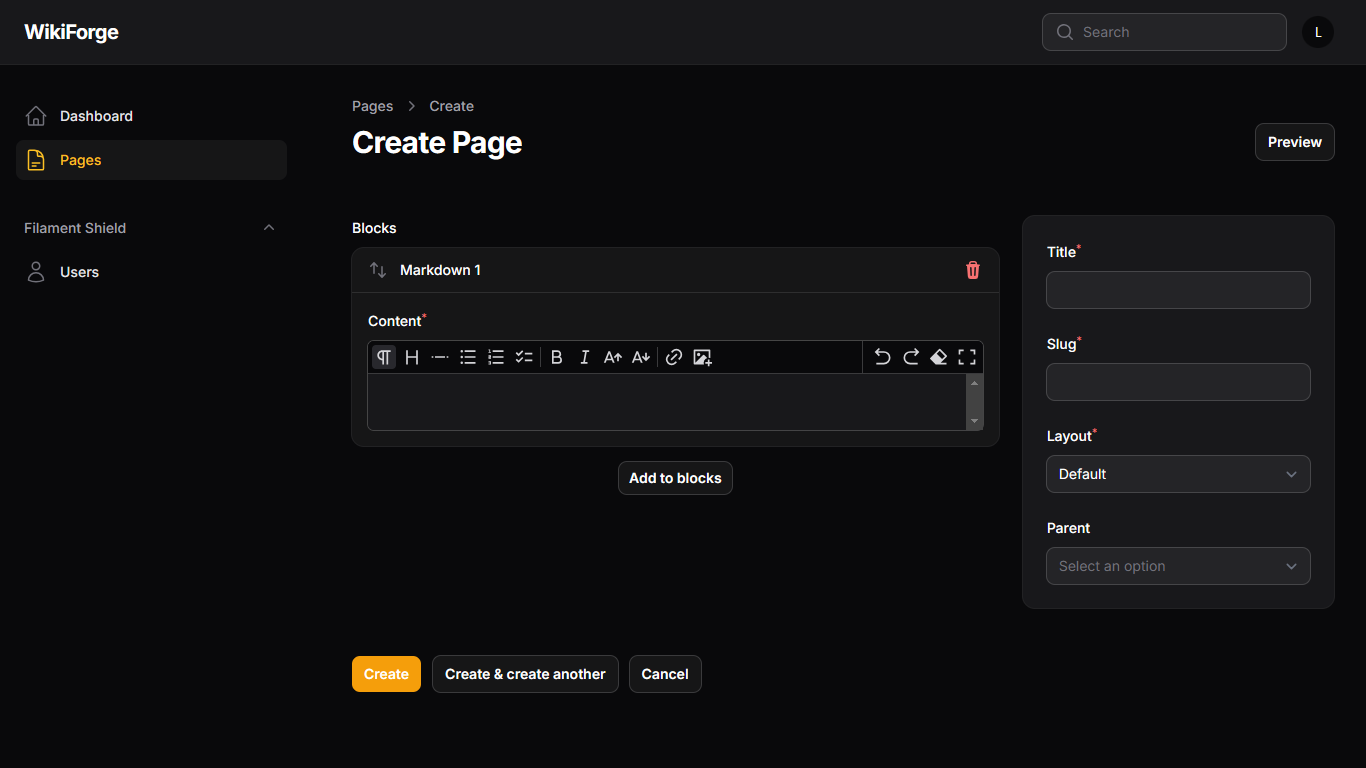 WikiForge
Search
L
Dashboard
Pages
Filament Shield
Users
Pages > Create
Create Page
Preview
Blocks
Markdown 1
Content*
Add to blocks
Title*
Slug*
Layout*
Default
Parent
Select an option
Create
Create & create another
Cancel